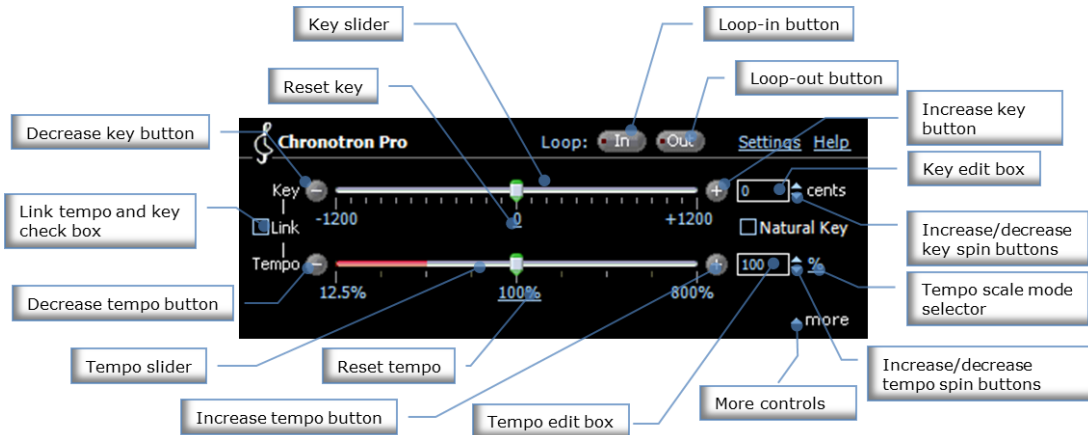 Key slider
Loop-in button
Reset key
Loop-out button
Decrease key button
Increase key
button
Chronotron Pro
Loop: In Out
Settings Help
Key edit box
Key
0
cents
Link tempo and key
check box
-1200
0
+1200
Link
Natural Key
Increase/decrease
key spin buttons
Tempo
100
%
Decrease tempo button
12.5%
100%
800%
Tempo scale mode
selector
more
Tempo slider
Reset tempo
Increase/decrease
tempo spin buttons
Increase tempo button
Tempo edit box
More controls